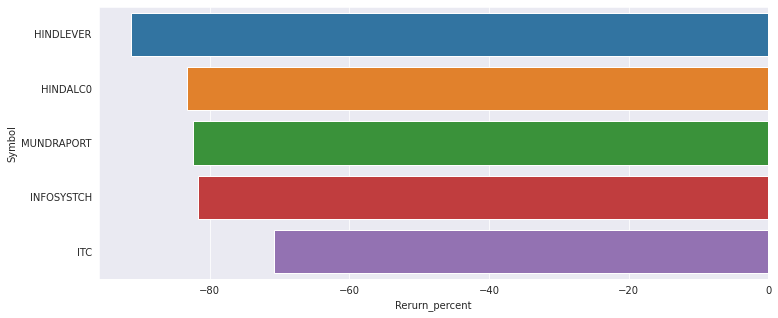 HINDLEVER
HINDALC0
MUNDRAPORT
INFOSYSTCH
ITC
Symbol
−80
−60
−40
−20
0
Rerurn_percent